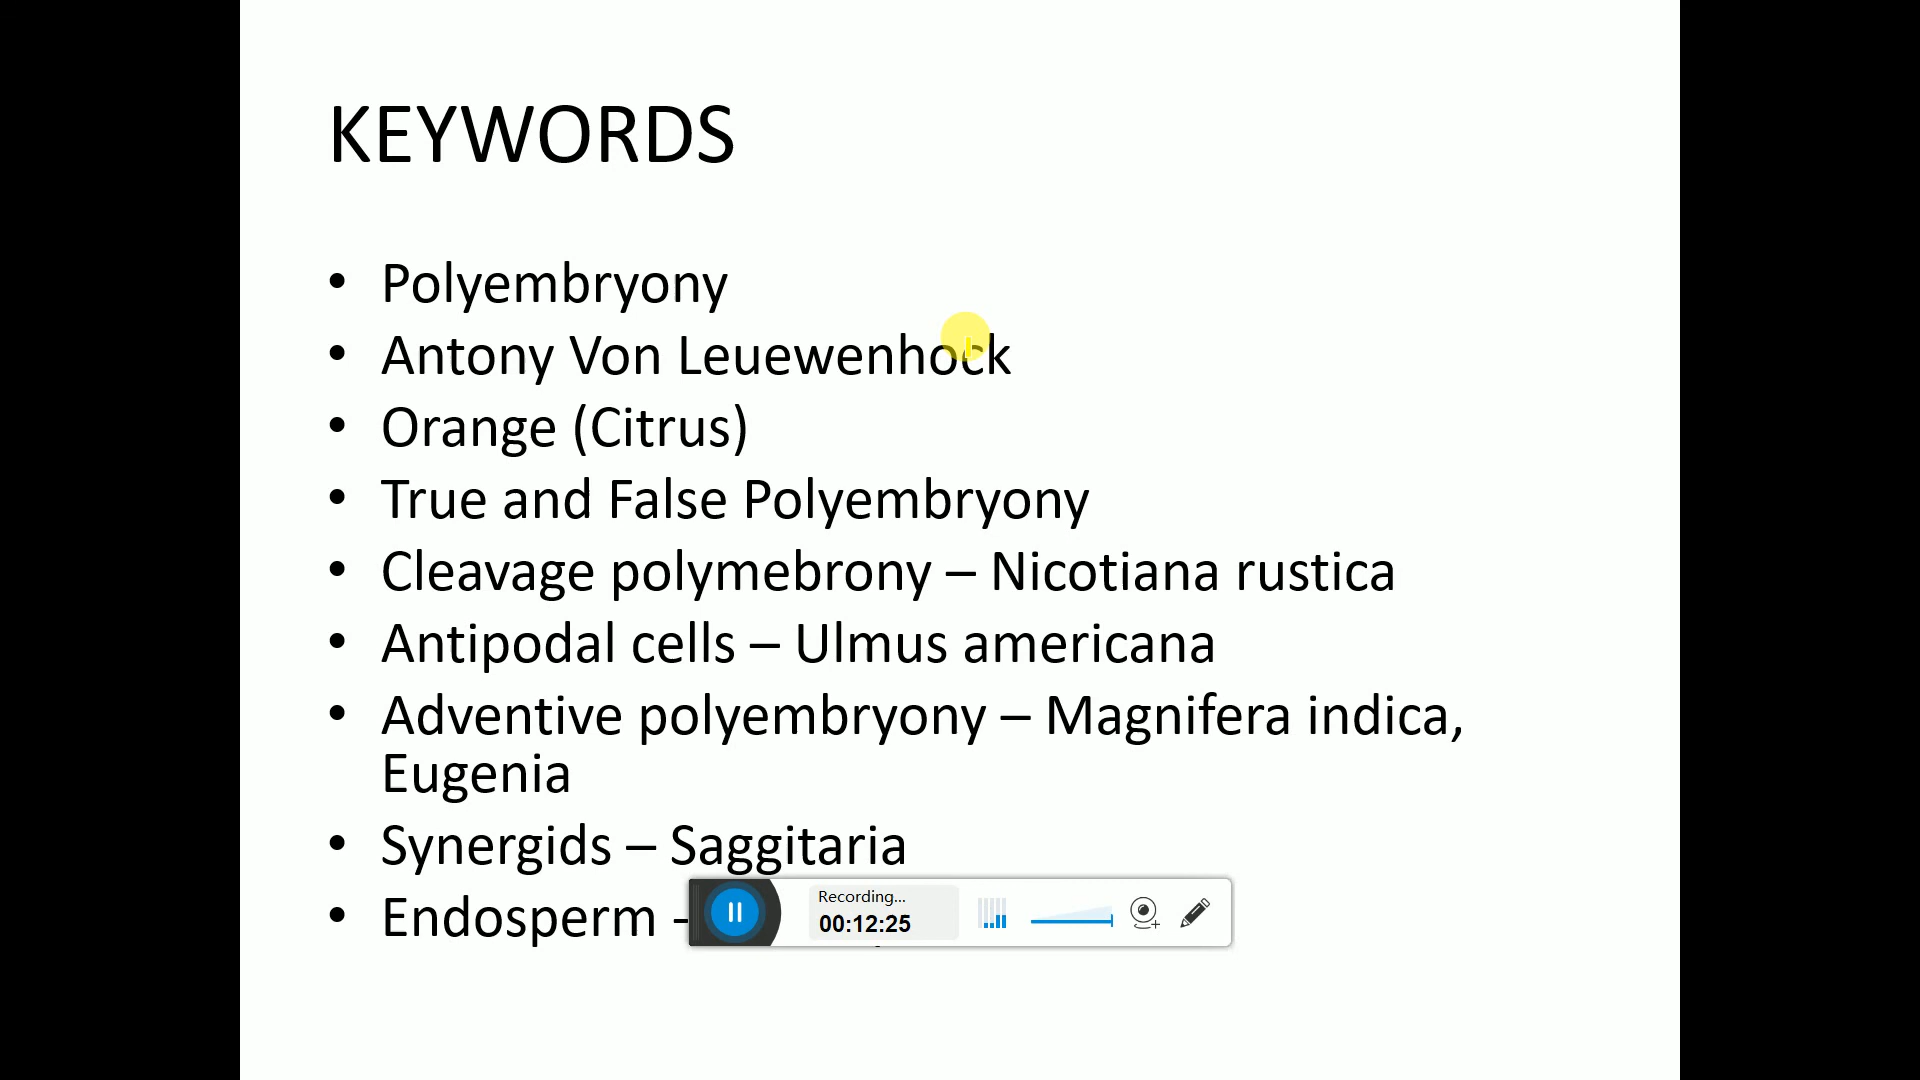 KEYWORDS
• Polyembryony
• Antony Von Leuewenhock
• Orange (Citrus)
• True and False Polyembryony
• Cleavage polymebrony – Nicotiana rustica
• Antipodal cells – Ulmus americana
• Adventive polyembryony – Magnifera indica,
Eugenia
• Synergids – Saggitaria
• Endosperm -
Recording...
00:12:25